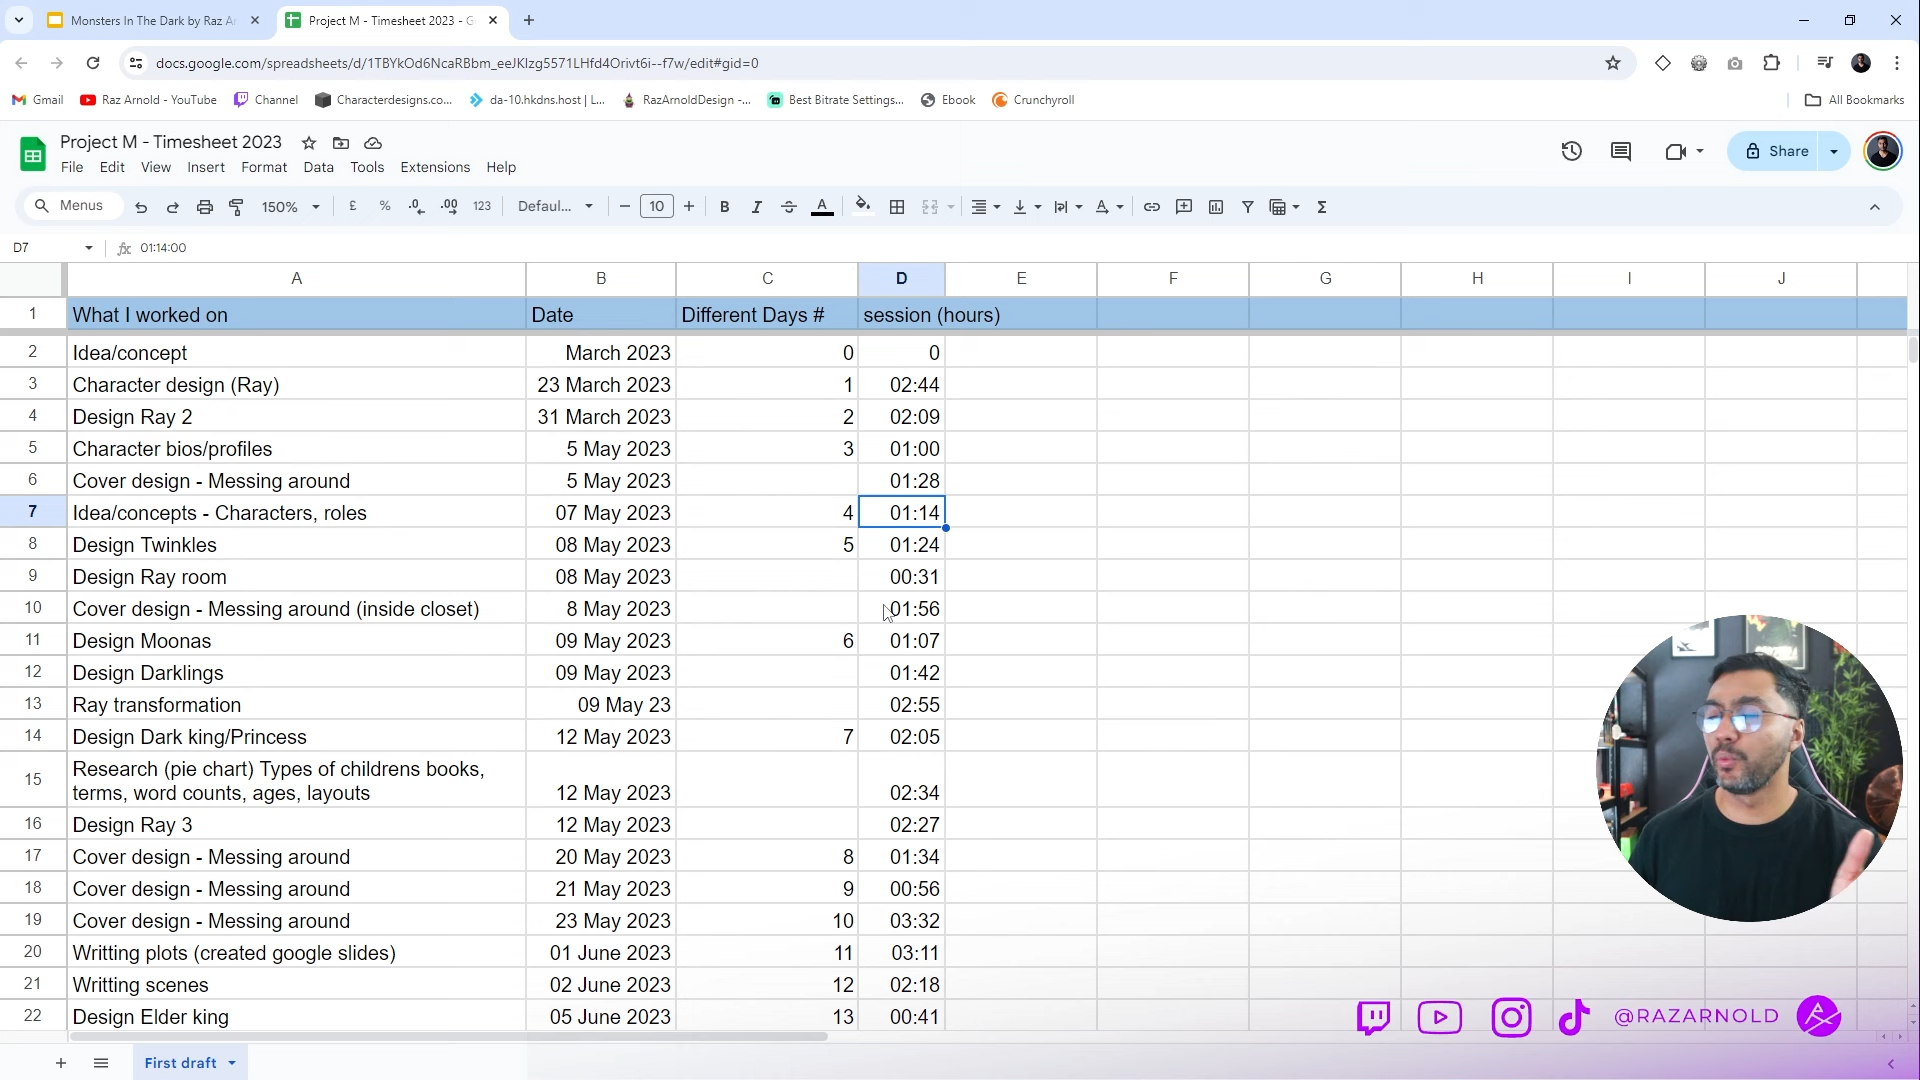 Monsters In The Dark by Raz Ar
Project M - Timesheet 2023 - G
docs.google.com/spreadsheets/d/1TBYkOd6NcaRBbm_eeJKIzg5571LHfd4Orivt6i--f7w/edit#gid=0
Gmail Raz Arnold - YouTube Channel Characterdesigns.co... da-10.hkdns.host | L... RazArnoldDesign -... Best Bitrate Settings... Ebook Crunchyroll All Bookmarks
Project M - Timesheet 2023
File Edit View Insert Format Data Tools Extensions Help
Share
Menus 150% £ % .0 .00 123 Defaul... 10 B I A
D7 fx 01:14:00
A B C D E F G H I J
1 What I worked on Date Different Days # session (hours)
2 Idea/concept March 2023 0 0
3 Character design (Ray) 23 March 2023 1 02:44
4 Design Ray 2 31 March 2023 2 02:09
5 Character bios/profiles 5 May 2023 3 01:00
6 Cover design - Messing around 5 May 2023 01:28
7 Idea/concepts - Characters, roles 07 May 2023 4 01:14
8 Design Twinkles 08 May 2023 5 01:24
9 Design Ray room 08 May 2023 00:31
10 Cover design - Messing around (inside closet) 8 May 2023 01:56
11 Design Moonas 09 May 2023 6 01:07
12 Design Darklings 09 May 2023 01:42
13 Ray transformation 09 May 23 02:55
14 Design Dark king/Princess 12 May 2023 7 02:05
15 Research (pie chart) Types of childrens books,
terms, word counts, ages, layouts 12 May 2023 02:34
16 Design Ray 3 12 May 2023 02:27
17 Cover design - Messing around 20 May 2023 8 01:34
18 Cover design - Messing around 21 May 2023 9 00:56
19 Cover design - Messing around 23 May 2023 10 03:32
20 Writting plots (created google slides) 01 June 2023 11 03:11
21 Writting scenes 02 June 2023 12 02:18
22 Design Elder king 05 June 2023 13 00:41
@RAZARNOLD
First draft